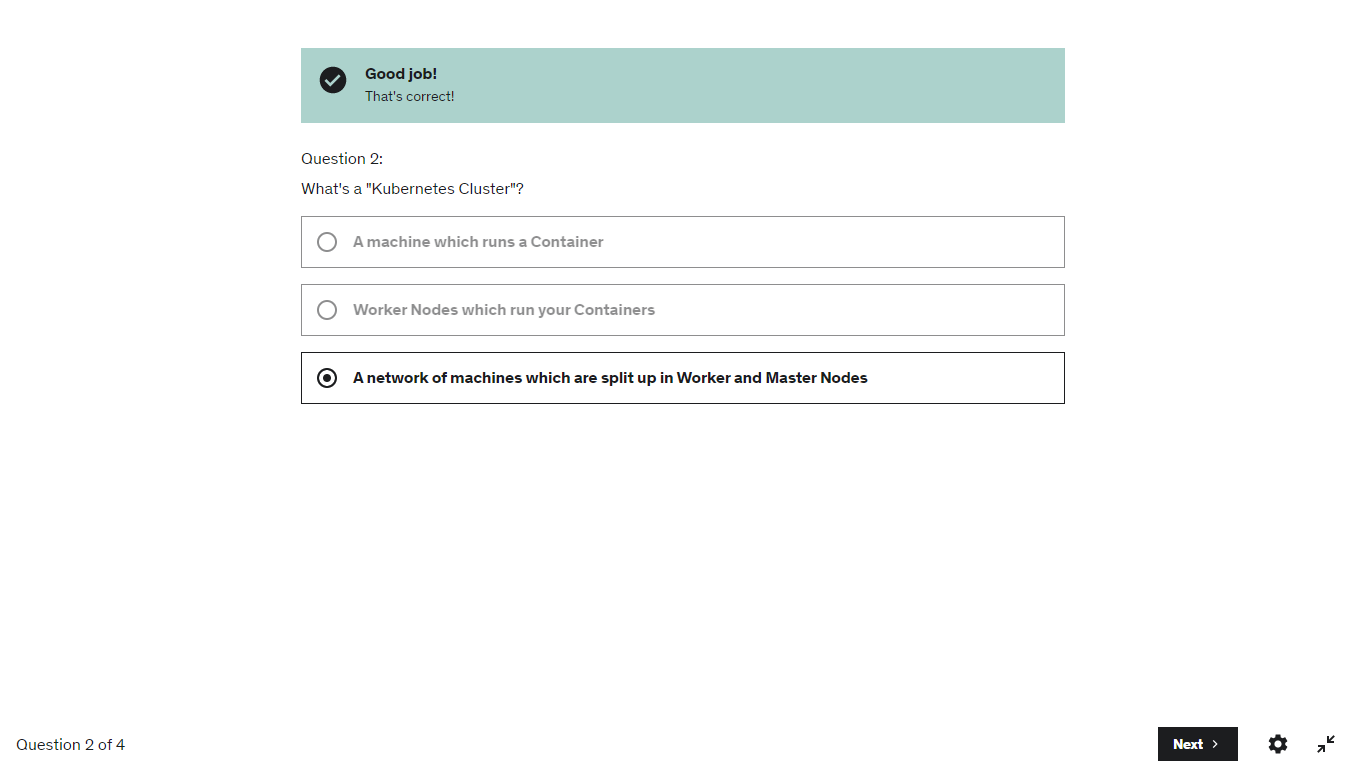 Good job!
That's correct!
Question 2:
What's a "Kubernetes Cluster"?
A machine which runs a Container
Worker Nodes which run your Containers
A network of machines which are split up in Worker and Master Nodes
Question 2 of 4
Next